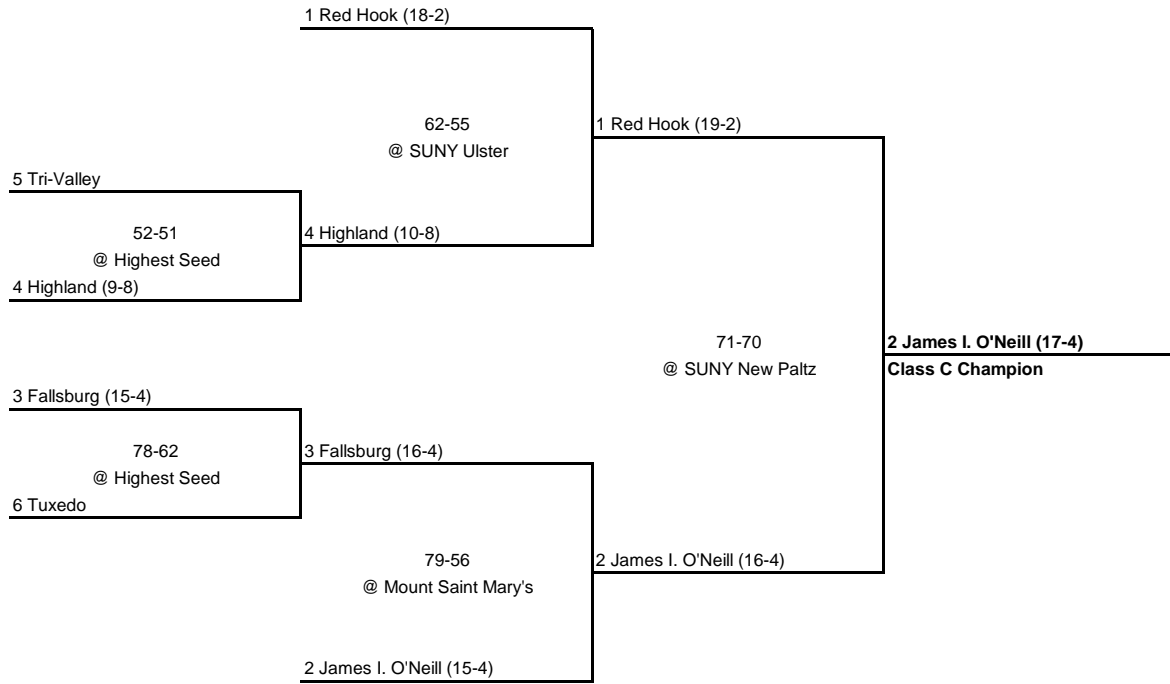 1 Red Hook (18-2)
62-55
@ SUNY Ulster
1 Red Hook (19-2)
5 Tri-Valley
52-51
@ Highest Seed
4 Highland (10-8)
4 Highland (9-8)
71-70
@ SUNY New Paltz
2 James I. O'Neill (17-4)
Class C Champion
3 Fallsburg (15-4)
78-62
@ Highest Seed
3 Fallsburg (16-4)
6 Tuxedo
79-56
@ Mount Saint Mary's
2 James I. O'Neill (16-4)
2 James I. O'Neill (15-4)